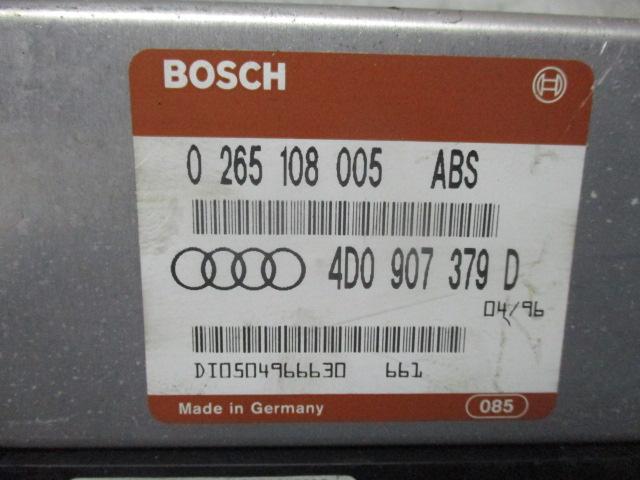 BOSCH
0 265 108 005 ABS
4D0 907 379 D
04/96
DI0504966630 661
Made in Germany 085